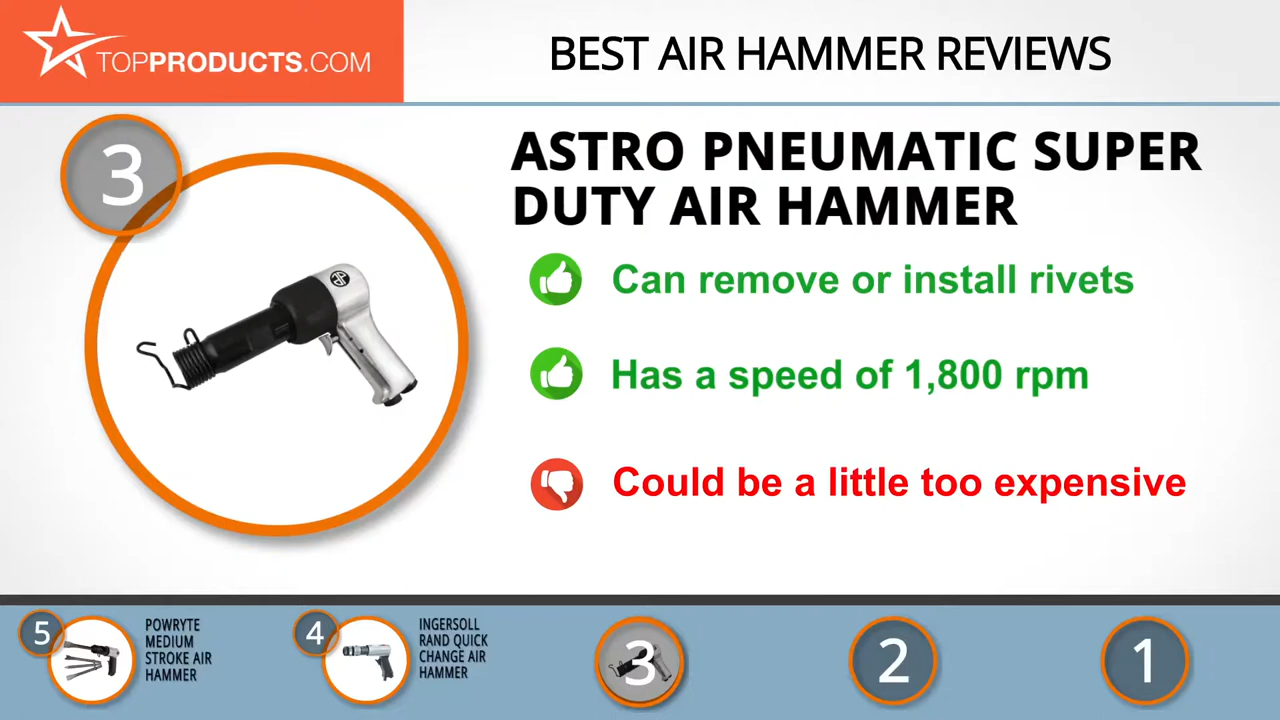 TOPPRODUCTS.COM
BEST AIR HAMMER REVIEWS
3
ASTRO PNEUMATIC SUPER
DUTY AIR HAMMER
Can remove or install rivets
Has a speed of 1,800 rpm
Could be a little too expensive
5
POWRYTE
MEDIUM
STROKE AIR
HAMMER
4
INGERSOLL
RAND QUICK
CHANGE AIR
HAMMER
3
2
1